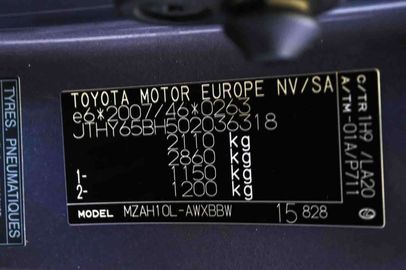 TOYOTA MOTOR EUROPE NV/SA
e6*2007/46*0263
JTHY65BH502036318
2110 kg
2860 kg
1- 1150 kg
2- 1200 kg
MODEL MZAH10L-AWXBBW 15 828
C/TR 1H9 /LA20
A/TM -01A/P711
TYRES, PNEUMATIQUES